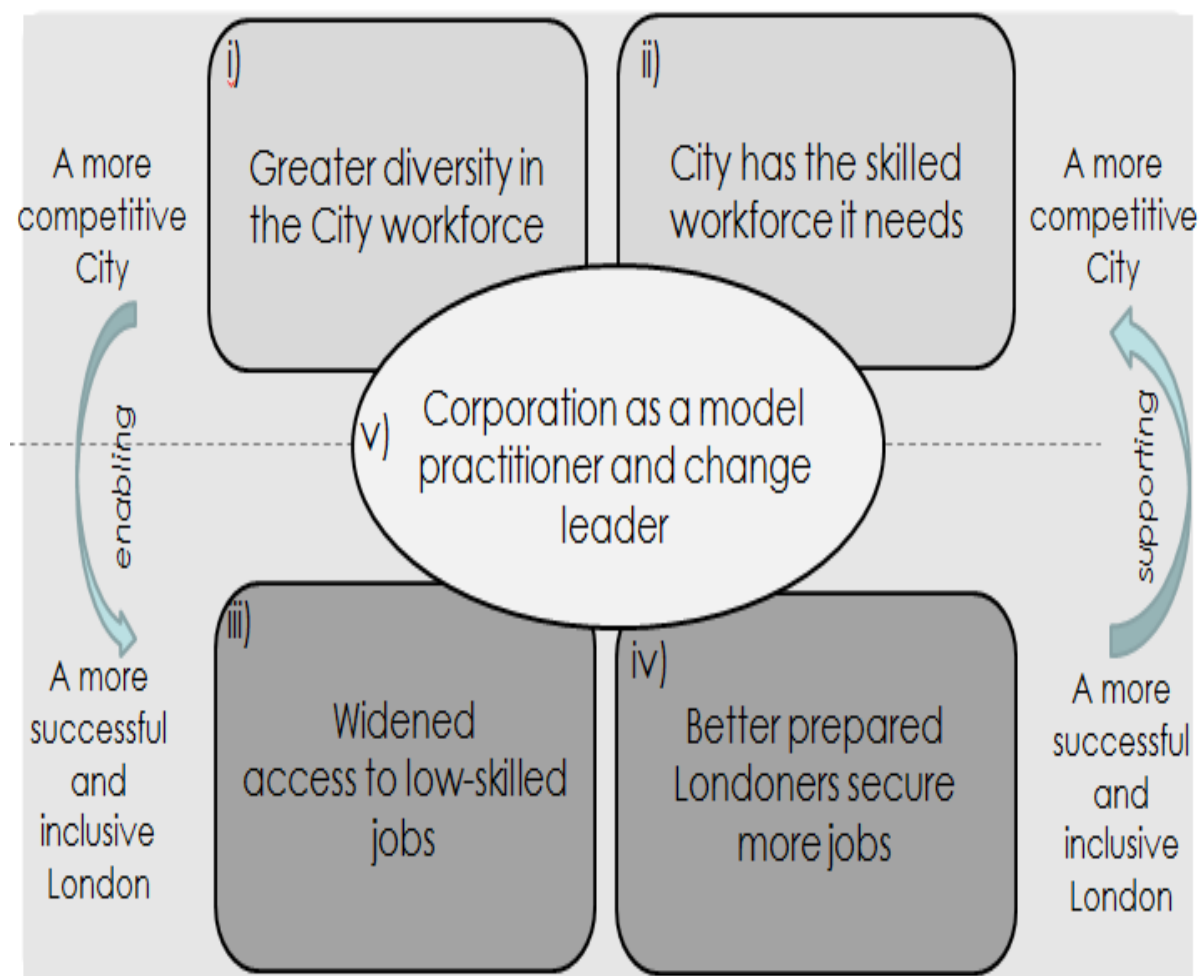 i)
Greater diversity in
the City workforce
ii)
City has the skilled
workforce it needs
A more
competitive
City
enabling
A more
successful
and
inclusive
London
v)
Corporation as a model
practitioner and change
leader
A more
competitive
City
supporting
A more
successful
and
inclusive
London
iii)
Widened
access to low-skilled
jobs
iv)
Better prepared
Londoners secure
more jobs